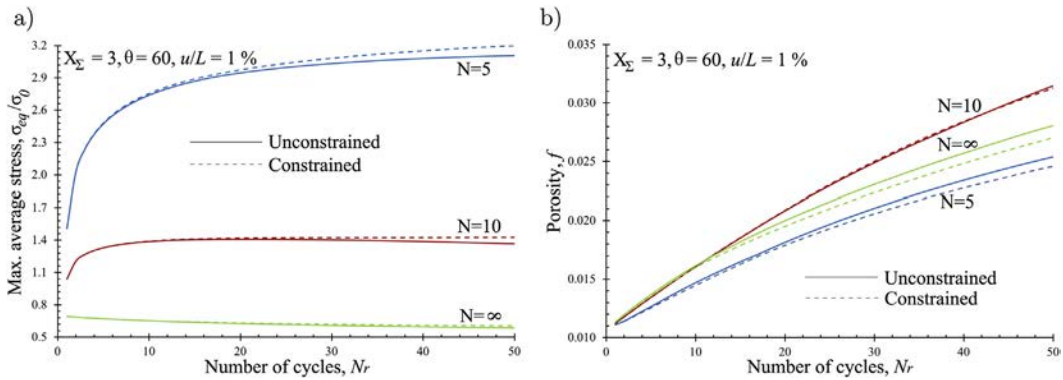 a)
X_Σ = 3, θ= 60, u/L = 1 %
Max. average stress, σ_eq/σ_0
3.2
2.9
2.6
2.3
2.0
1.7
1.4
1.1
0.8
0.5
N=5
Unconstrained
Constrained
N=10
N=∞
0 10 20 30 40 50
Number of cycles, Nr
b)
X_Σ = 3, θ= 60, u/L = 1 %
Porosity, f
0.035
0.030
0.025
0.020
0.015
0.010
N=10
N=∞
N=5
Unconstrained
Constrained
0 10 20 30 40 50
Number of cycles, Nr